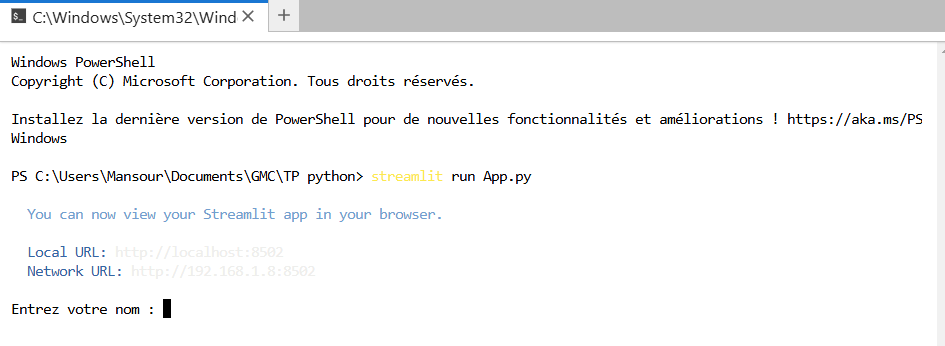 C:\Windows\System32\Wind
Windows PowerShell
Copyright (C) Microsoft Corporation. Tous droits réservés.
Installez la dernière version de PowerShell pour de nouvelles fonctionnalités et améliorations ! https://aka.ms/PS
Windows
PS C:\Users\Mansour\Documents\GMC\TP python> streamlit run App.py
You can now view your Streamlit app in your browser.
Local URL: http://localhost:8502
Network URL: http://192.168.1.8:8502
Entrez votre nom :